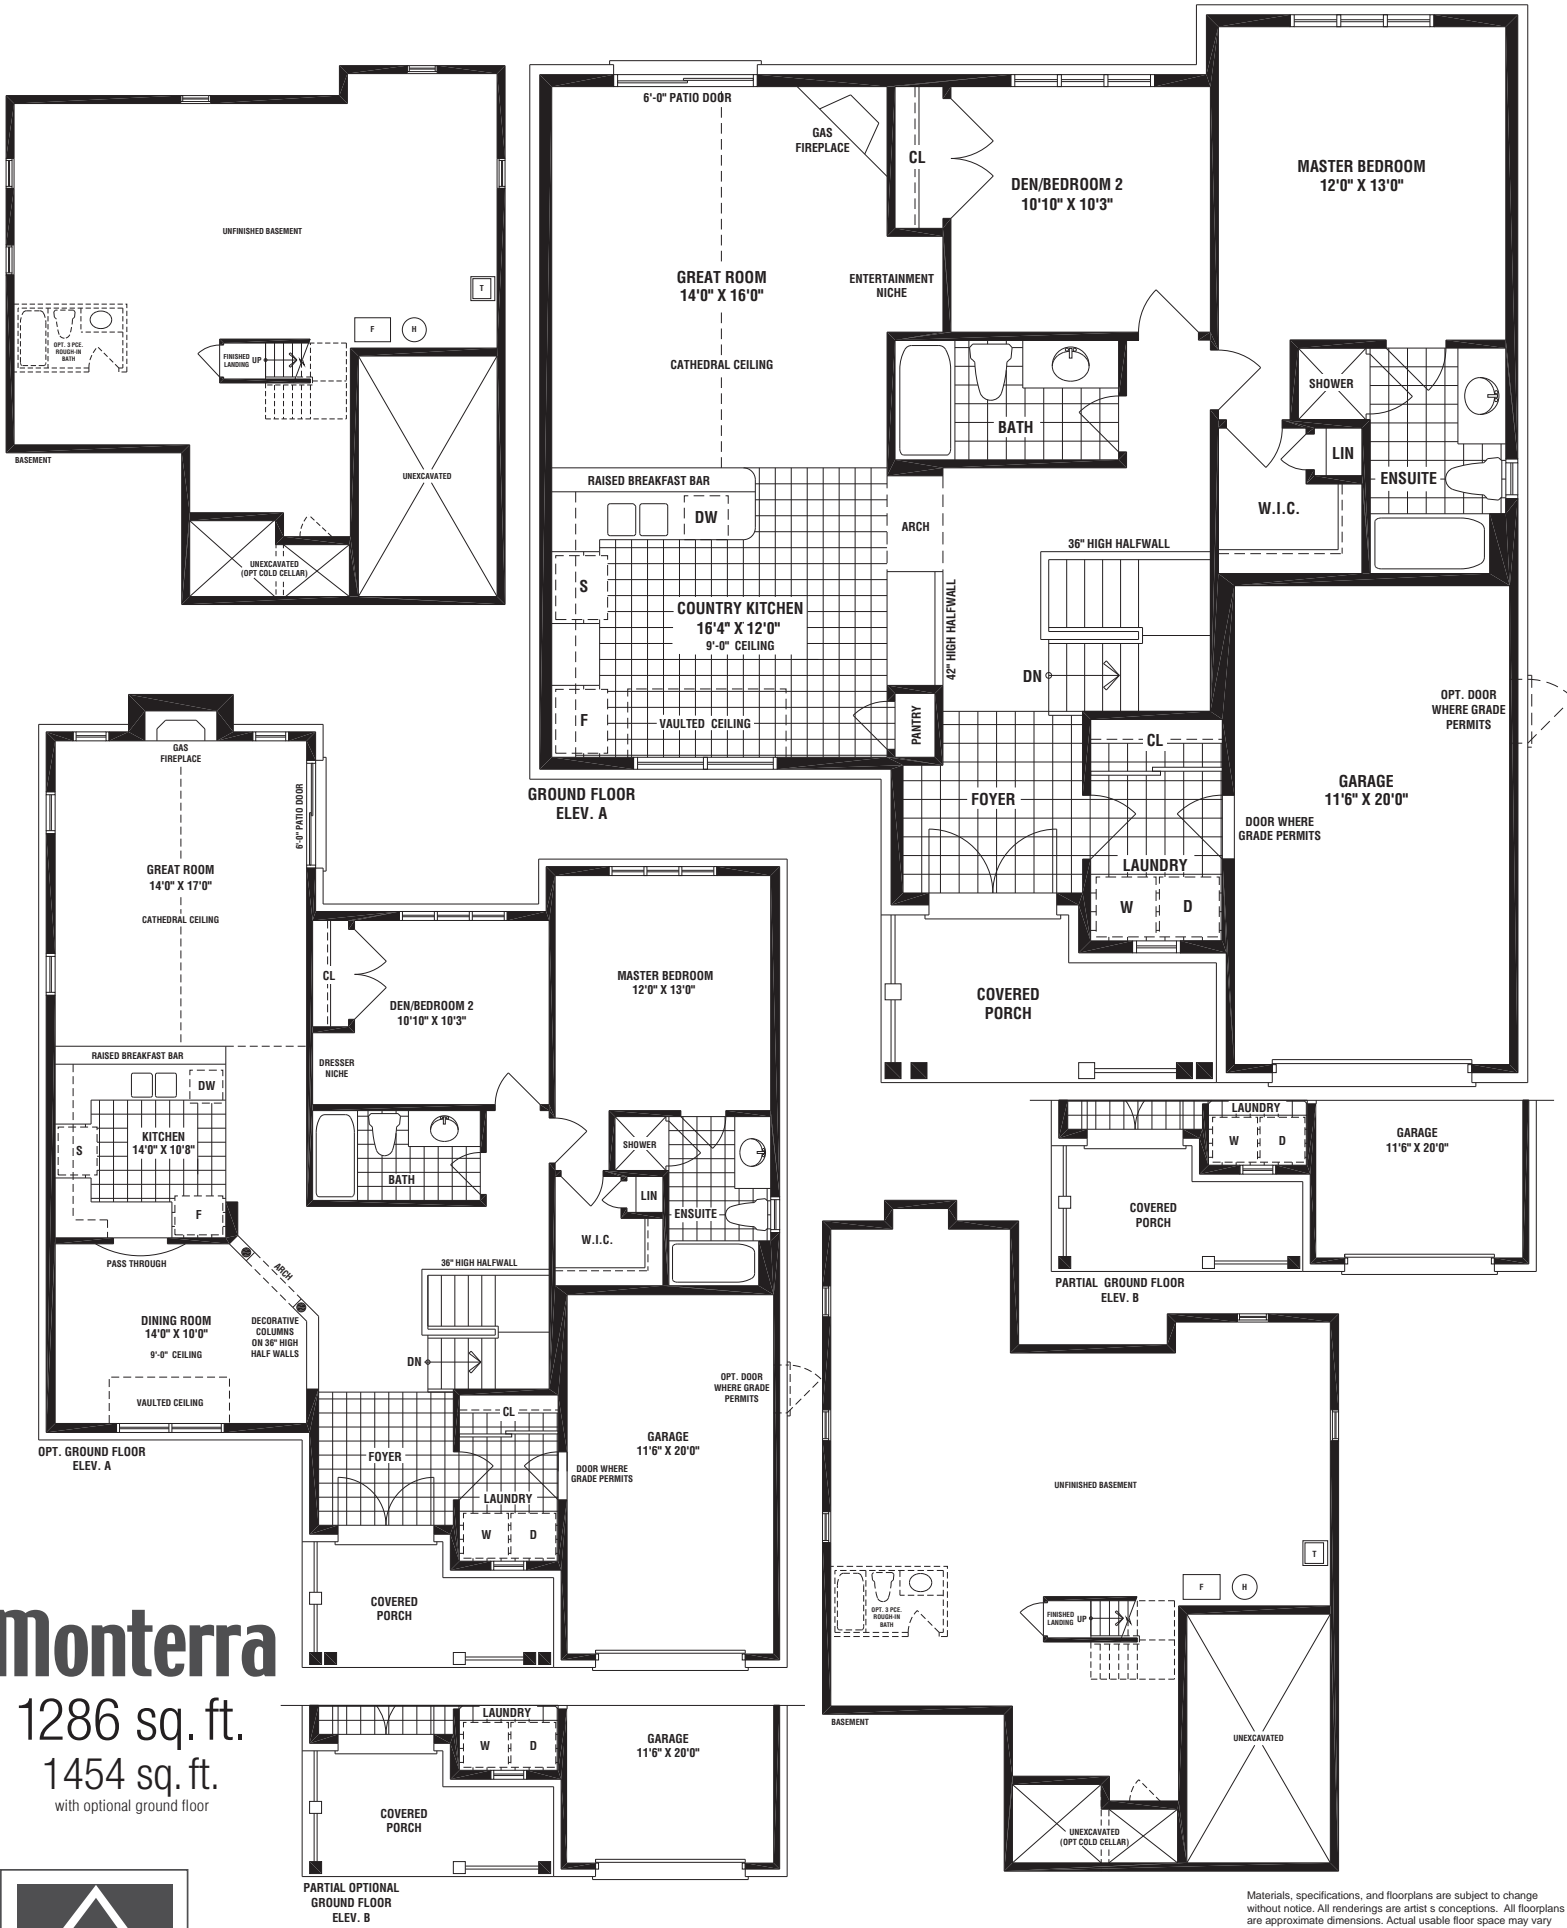 UNFINISHED BASEMENT
T
F
H
OPT. 3 PCE.
ROUGH-IN
BATH
FINISHED
LANDING
UP
BASEMENT
UNEXCAVATED
UNEXCAVATED
(OPT COLD CELLAR)
6'-0" PATIO DOOR
GAS
FIREPLACE
CL
DEN/BEDROOM 2
10'10" X 10'3"
MASTER BEDROOM
12'0" X 13'0"
GREAT ROOM
14'0" X 16'0"
ENTERTAINMENT
NICHE
CATHEDRAL CEILING
SHOWER
BATH
LIN
RAISED BREAKFAST BAR
ENSUITE
DW
W.I.C.
ARCH
36" HIGH HALFWALL
S
COUNTRY KITCHEN
16'4" X 12'0"
9'-0" CEILING
42" HIGH HALFWALL
DN
F
VAULTED CEILING
PANTRY
CL
OPT. DOOR
WHERE GRADE
PERMITS
GARAGE
11'6" X 20'0"
FOYER
DOOR WHERE
GRADE PERMITS
LAUNDRY
W
D
COVERED
PORCH
GROUND FLOOR
ELEV. A
GAS
FIREPLACE
6'-0" PATIO DOOR
GREAT ROOM
14'0" X 17'0"
CATHEDRAL CEILING
CL
DEN/BEDROOM 2
10'10" X 10'3"
MASTER BEDROOM
12'0" X 13'0"
DRESSER
NICHE
RAISED BREAKFAST BAR
DW
KITCHEN
14'0" X 10'8"
S
F
SHOWER
BATH
LIN
ENSUITE
W.I.C.
PASS THROUGH
ARCH
36" HIGH HALFWALL
DINING ROOM
14'0" X 10'0"
9'-0" CEILING
DECORATIVE
COLUMNS
ON 36" HIGH
HALF WALLS
DN
VAULTED CEILING
CL
OPT. DOOR
WHERE GRADE
PERMITS
GARAGE
11'6" X 20'0"
FOYER
DOOR WHERE
GRADE PERMITS
LAUNDRY
W
D
COVERED
PORCH
OPT. GROUND FLOOR
ELEV. A
LAUNDRY
W
D
GARAGE
11'6" X 20'0"
COVERED
PORCH
PARTIAL GROUND FLOOR
ELEV. B
UNFINISHED BASEMENT
T
F
H
OPT. 3 PCE.
ROUGH-IN
BATH
FINISHED
LANDING
UP
BASEMENT
UNEXCAVATED
UNEXCAVATED
(OPT COLD CELLAR)
Monterra
1286 sq. ft.
1454 sq. ft.
with optional ground floor
LAUNDRY
W
D
GARAGE
11'6" X 20'0"
COVERED
PORCH
PARTIAL OPTIONAL
GROUND FLOOR
ELEV. B
Materials, specifications, and floorplans are subject to change
without notice. All renderings are artist s conceptions. All floorplans
are approximate dimensions. Actual usable floor space may vary